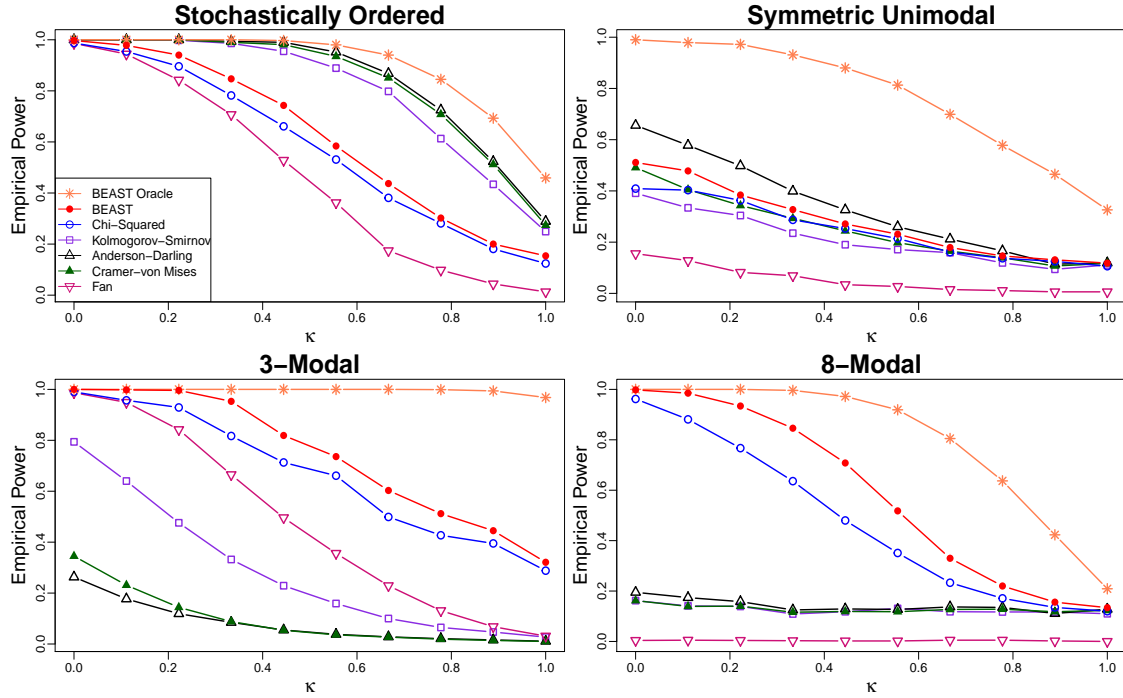 Stochastically Ordered
Empirical Power
1.0
0.8
0.6
0.4
0.2
0.0
BEAST Oracle
BEAST
Chi−Squared
Kolmogorov−Smirnov
Anderson−Darling
Cramer−von Mises
Fan
0.0 0.2 0.4 0.6 0.8 1.0
κ
Symmetric Unimodal
Empirical Power
1.0
0.8
0.6
0.4
0.2
0.0
0.0 0.2 0.4 0.6 0.8 1.0
κ
3−Modal
Empirical Power
1.0
0.8
0.6
0.4
0.2
0.0
0.0 0.2 0.4 0.6 0.8 1.0
κ
8−Modal
Empirical Power
1.0
0.8
0.6
0.4
0.2
0.0
0.0 0.2 0.4 0.6 0.8 1.0
κ